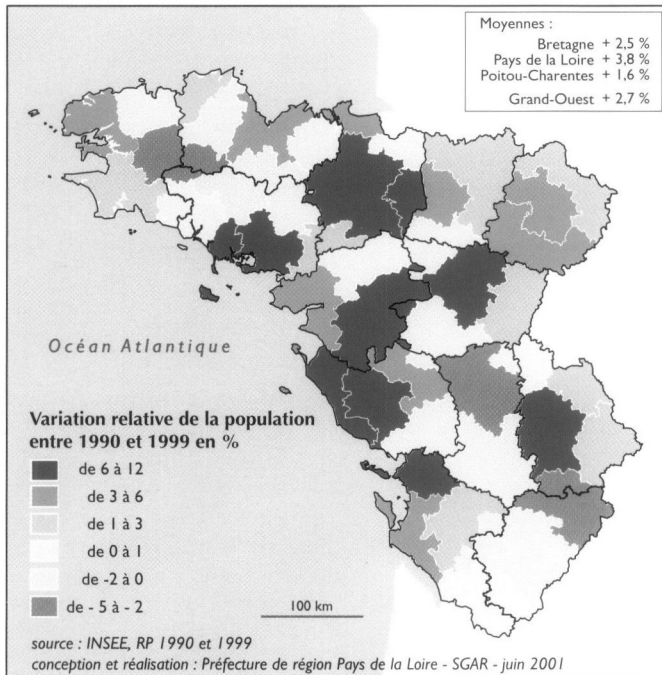 Moyennes :
Bretagne + 2,5 %
Pays de la Loire + 3,8 %
Poitou-Charentes + 1,6 %
Grand-Ouest + 2,7 %
Océan Atlantique
Variation relative de la population
entre 1990 et 1999 en %
de 6 à 12
de 3 à 6
de 1 à 3
de 0 à 1
de -2 à 0
de - 5 à - 2
100 km
source : INSEE, RP 1990 et 1999
conception et réalisation : Préfecture de région Pays de la Loire - SGAR - juin 2001